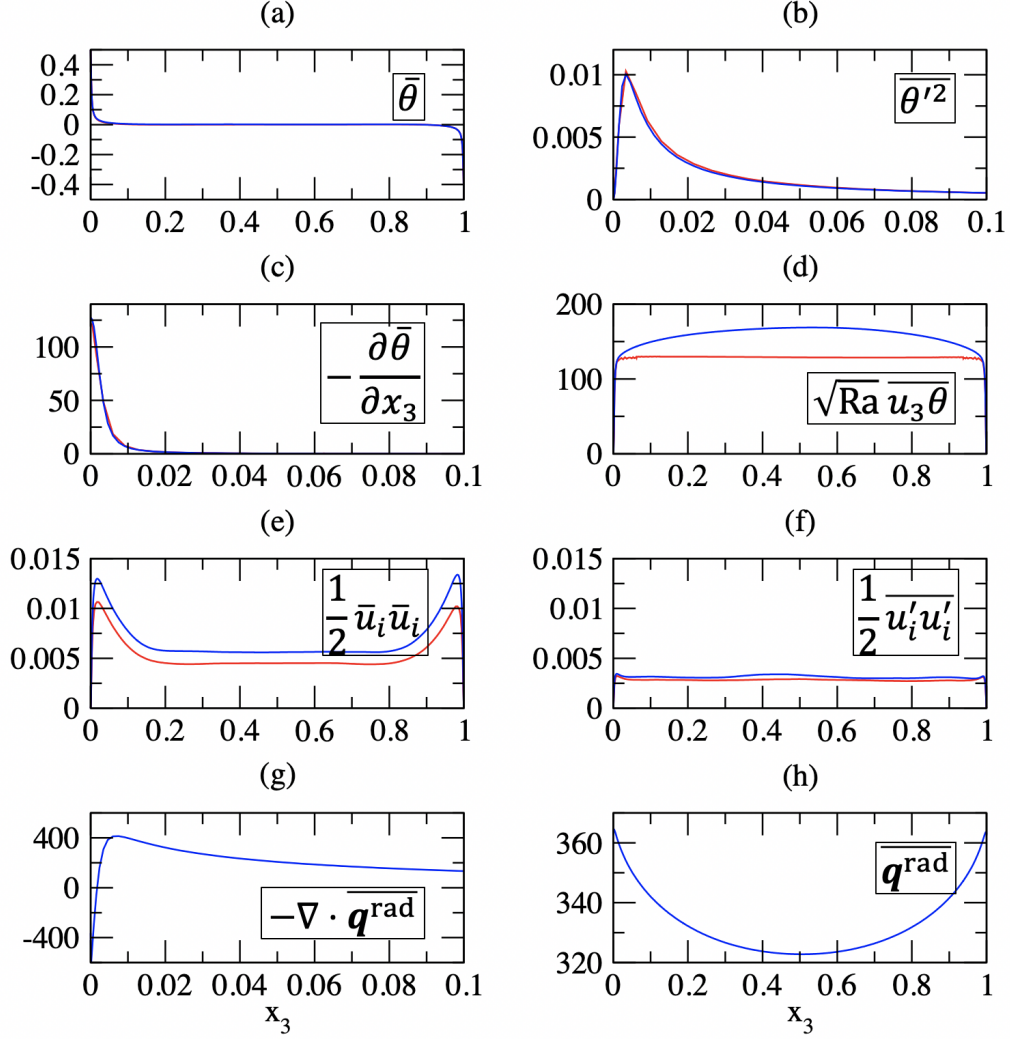 (a)
0.4
0.2
0
-0.2
-0.4
θ̄
0 0.2 0.4 0.6 0.8 1
(b)
0.01
0.005
0
\overline{θ′²}
0 0.02 0.04 0.06 0.08 0.1
(c)
100
50
0
− ∂θ̄ / ∂x₃
0 0.02 0.04 0.06 0.08 0.1
(d)
200
100
0
√Ra \overline{u₃θ}
0 0.2 0.4 0.6 0.8 1
(e)
0.015
0.01
0.005
0
1/2 ūᵢūᵢ
0 0.2 0.4 0.6 0.8 1
(f)
0.015
0.01
0.005
0
1/2 \overline{u′ᵢu′ᵢ}
0 0.2 0.4 0.6 0.8 1
(g)
400
0
-400
−∇ · \overline{q^{rad}}
0 0.02 0.04 0.06 0.08 0.1
x₃
(h)
360
340
320
\overline{q^{rad}}
0 0.2 0.4 0.6 0.8 1
x₃